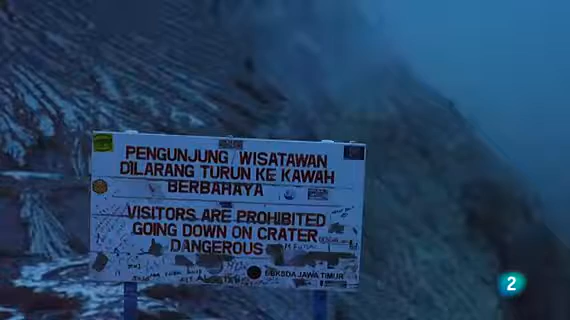 PENGUNJUNG WISATAWAN
DILARANG TURUN KE KAWAH
BERBAHAYA
VISITORS ARE PROHIBITED
GOING DOWN ON CRATER
DANGEROUS
BBKSDA JAWA TIMUR
2